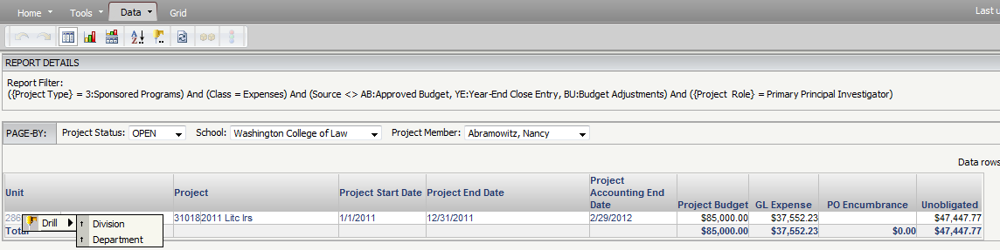 Home Tools Data Grid Last u
REPORT DETAILS
Report Filter:
({Project Type} = 3:Sponsored Programs) And (Class = Expenses) And (Source <> AB:Approved Budget, YE:Year-End Close Entry, BU:Budget Adjustments) And ({Project Role} = Primary Principal Investigator)
PAGE-BY: Project Status: OPEN School: Washington College of Law Project Member: Abramowitz, Nancy
Data rows
Unit Project Project Start Date Project End Date Project Accounting End Date Project Budget GL Expense PO Encumbrance Unobligated
286 31018 2011 Litc Irs 1/1/2011 12/31/2011 2/29/2012 $85,000.00 $37,552.23 $47,447.77
Total $85,000.00 $37,552.23 $0.00 $47,447.77
Drill
Division
Department